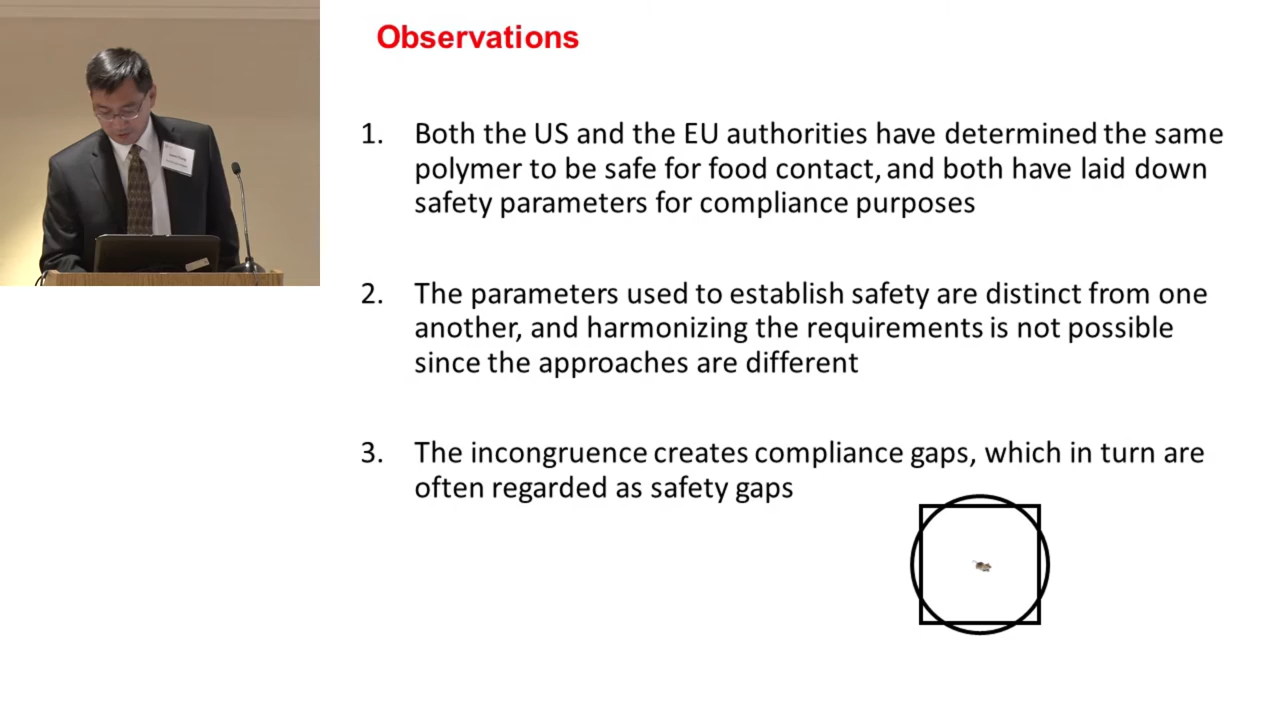 Observations
1. Both the US and the EU authorities have determined the same
polymer to be safe for food contact, and both have laid down
safety parameters for compliance purposes
2. The parameters used to establish safety are distinct from one
another, and harmonizing the requirements is not possible
since the approaches are different
3. The incongruence creates compliance gaps, which in turn are
often regarded as safety gaps